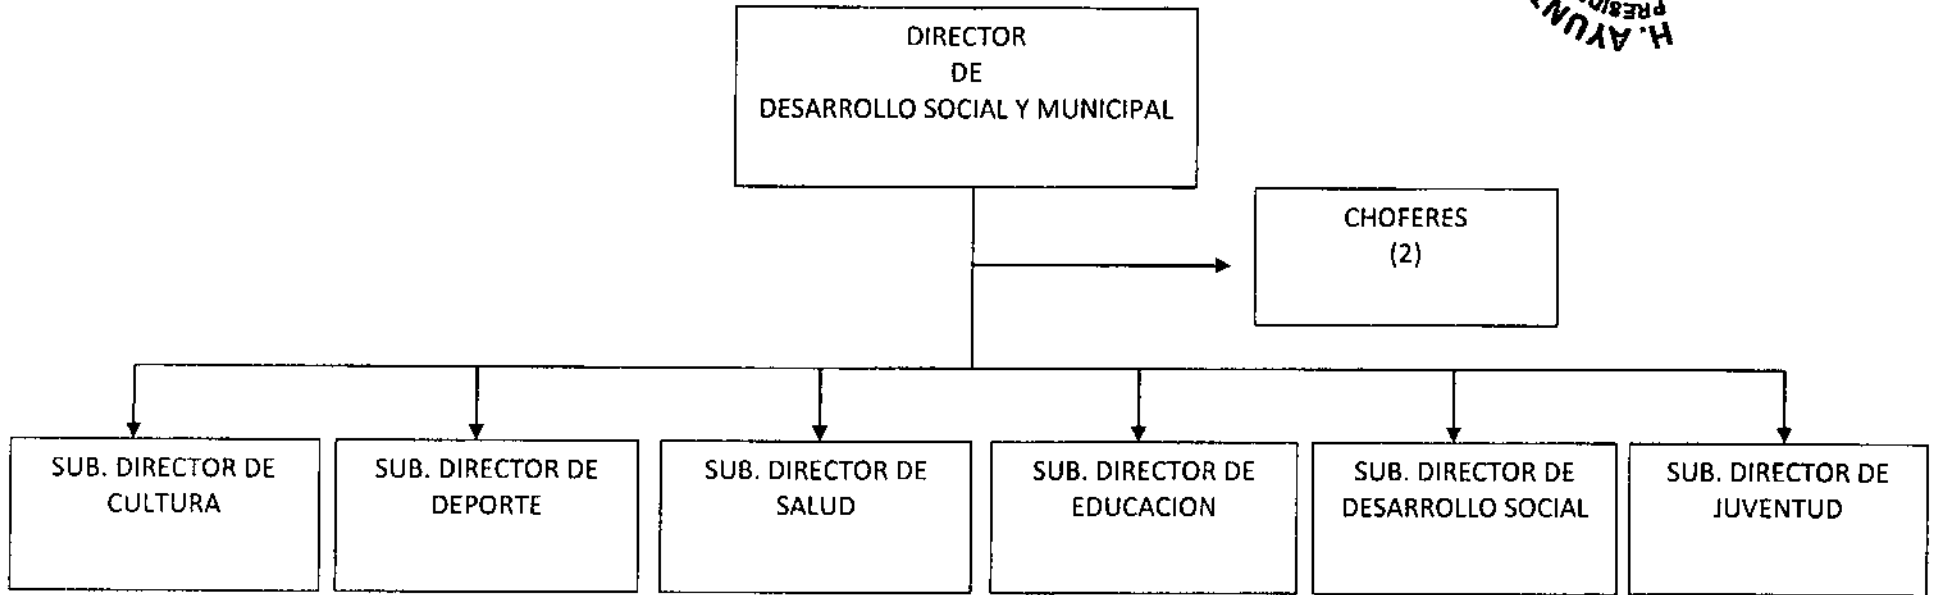 H. AYUNT
DIRECTOR
DE
DESARROLLO SOCIAL Y MUNICIPAL
CHOFERES
(2)
SUB. DIRECTOR DE
CULTURA
SUB. DIRECTOR DE
DEPORTE
SUB. DIRECTOR DE
SALUD
SUB. DIRECTOR DE
EDUCACION
SUB. DIRECTOR DE
DESARROLLO SOCIAL
SUB. DIRECTOR DE
JUVENTUD